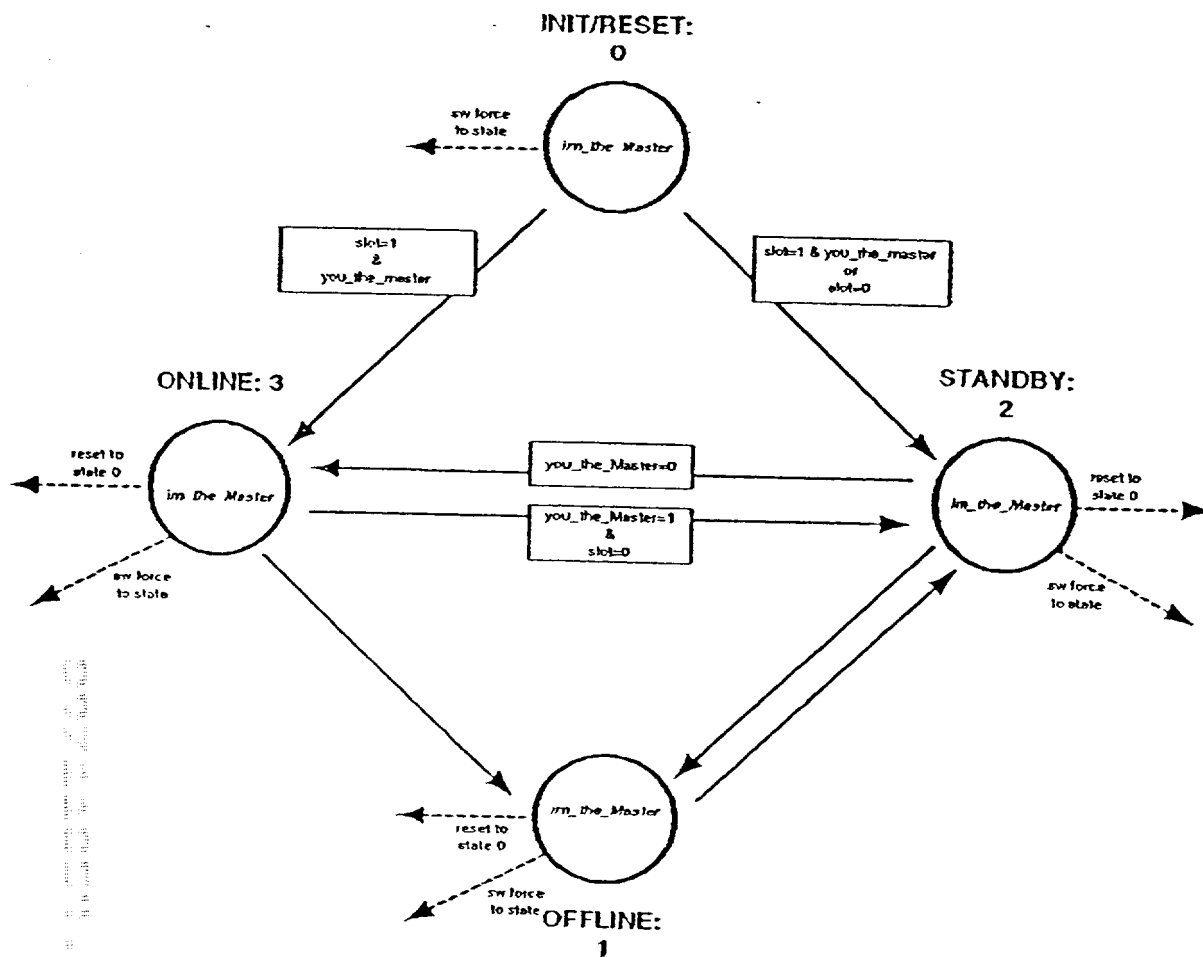 INIT/RESET:
0
sw force
to state
im_the_Master
slot=1
&
you_the_master
slot=1 & you_the_master
or
slot=0
ONLINE: 3
STANDBY:
2
reset to
state 0
im_the_Master
you_the_Master=0
you_the_Master=1
&
slot=0
im_the_Master
reset to
state 0
sw force
to state
sw force
to state
im_the_Master
reset to
state 0
sw force
to state
OFFLINE:
1